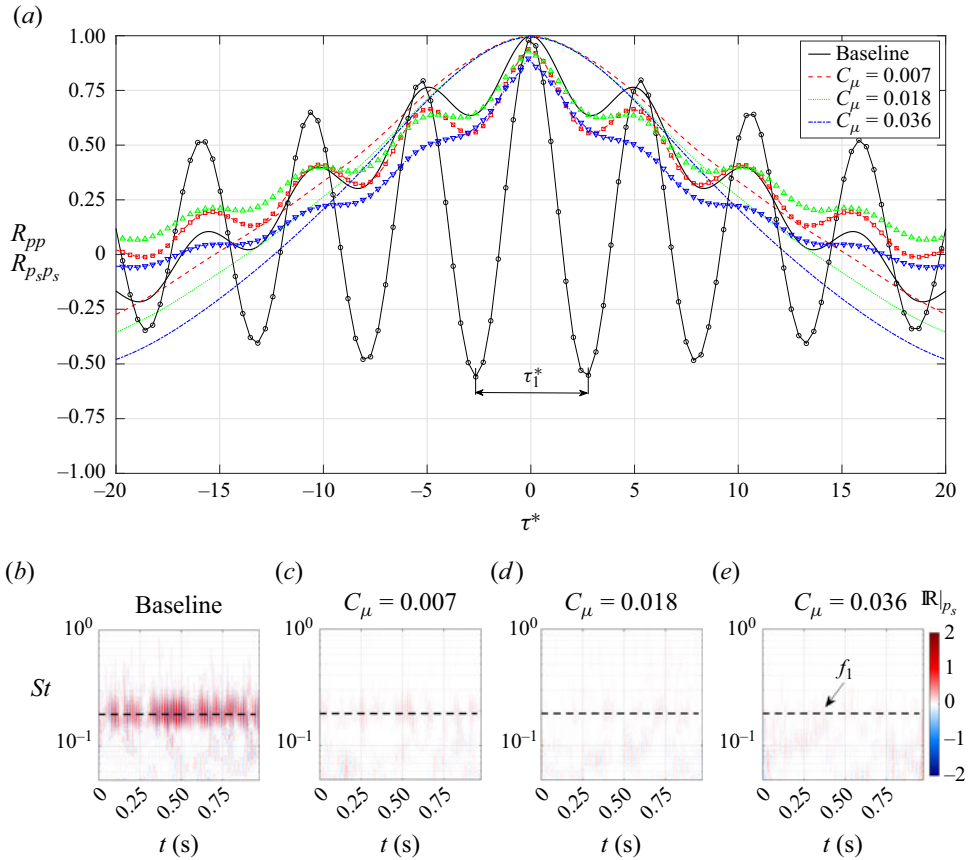 (a)
1.00
0.75
0.50
0.25
0
−0.25
−0.50
−0.75
−1.00
R_{pp}
R_{p_s p_s}
Baseline
C_μ = 0.007
C_μ = 0.018
C_μ = 0.036
τ_1^*
−20 −15 −10 −5 0 5 10 15 20
τ^*
(b) (c) (d) (e)
Baseline C_μ = 0.007 C_μ = 0.018 C_μ = 0.036 ℝ|_{p_s}
10^0 10^0 10^0 10^0 2
f_1 1
St 0
10^{-1} 10^{-1} 10^{-1} 10^{-1} −1
−2
0 0.25 0.50 0.75 0 0.25 0.50 0.75 0 0.25 0.50 0.75 0 0.25 0.50 0.75
t (s) t (s) t (s) t (s)